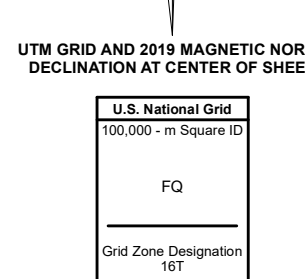 UTM GRID AND 2019 MAGNETIC NOR
DECLINATION AT CENTER OF SHEE
U.S. National Grid
100,000 - m Square ID
FQ
Grid Zone Designation
16T